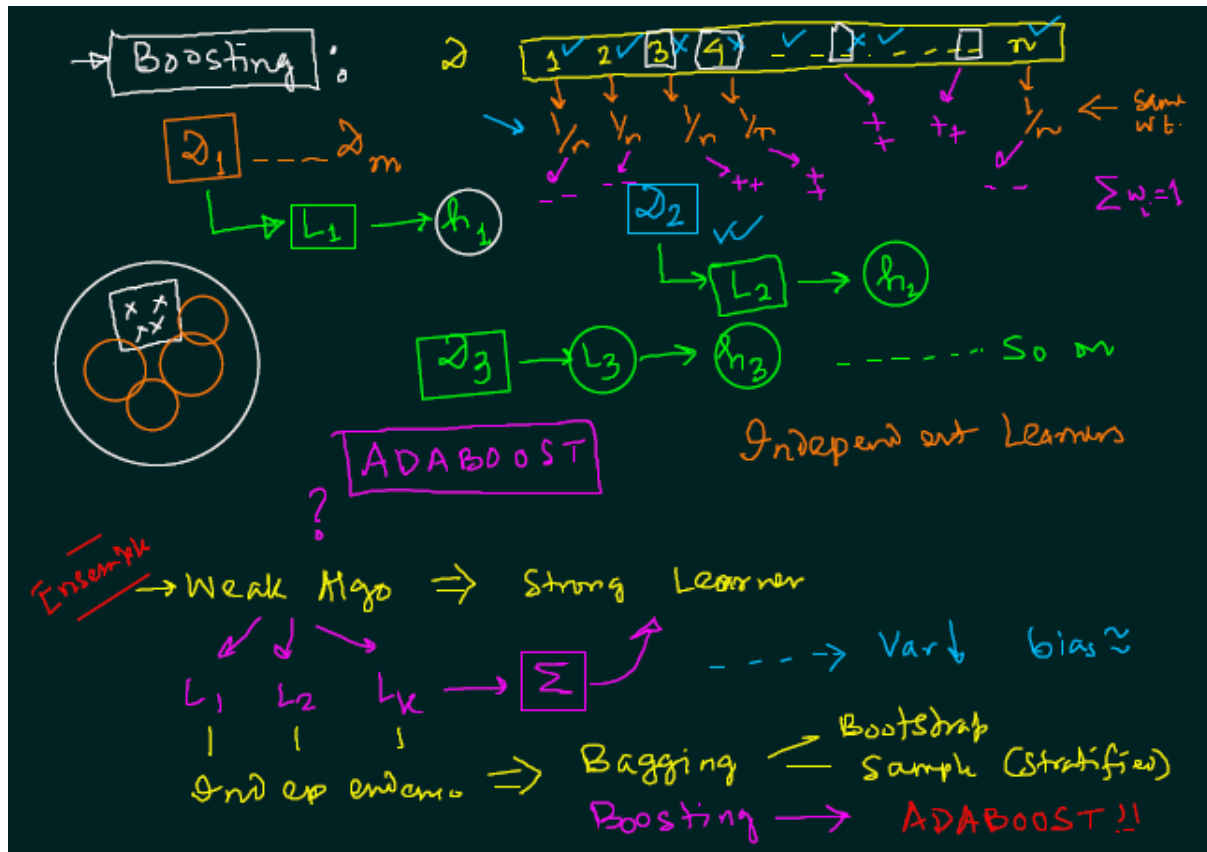 → Boosting : D 1 ✓ 2 ✓ 3 × 4 × - - ✓ - × ✓ - - - - n ✓
D1 ---- Dm 1/n 1/n 1/n 1/n ++ ++ 1/n ← Same wt.
-- -- ++ ++ -- Σ wi = 1
D2 ✓✓
L1 → h1
L2 → h2
× × × ×
D3 → L3 → h3 ------- So on
Independent Learners
ADABOOST
?
Ensemble
→ Weak Algo ⇒ Strong Learner
----> Var↓ bias ≈
L1 L2 Lk → Σ
Bootstrap
⇒ Bagging — Sample (Stratified)
Boosting → ADABOOST !!